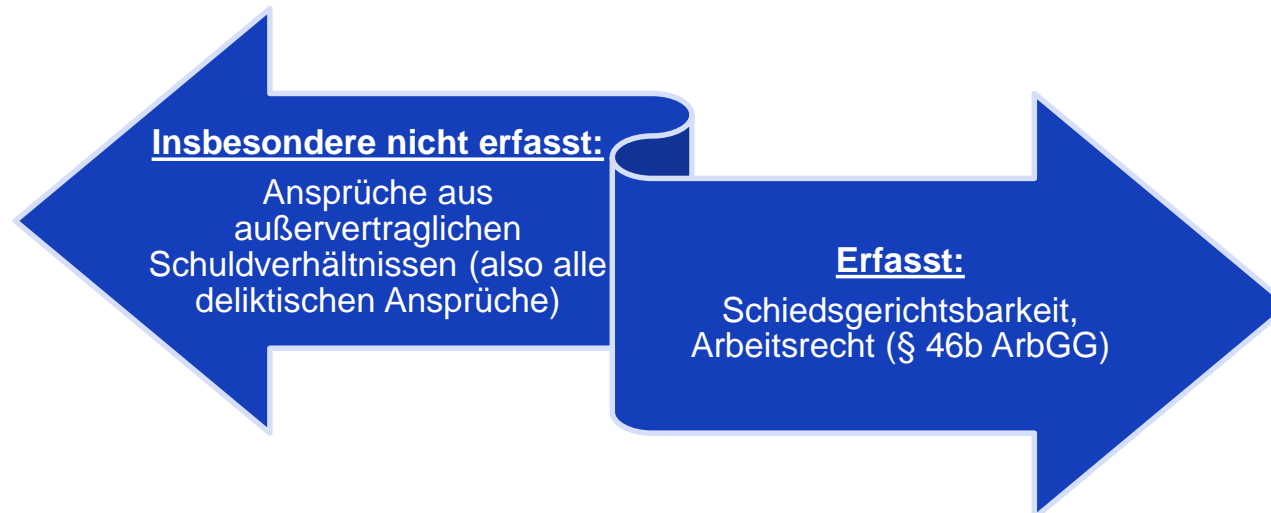 Insbesondere nicht erfasst:
Ansprüche aus
außervertraglichen
Schuldverhältnissen (also alle
deliktischen Ansprüche)
Erfasst:
Schiedsgerichtsbarkeit,
Arbeitsrecht (§ 46b ArbGG)